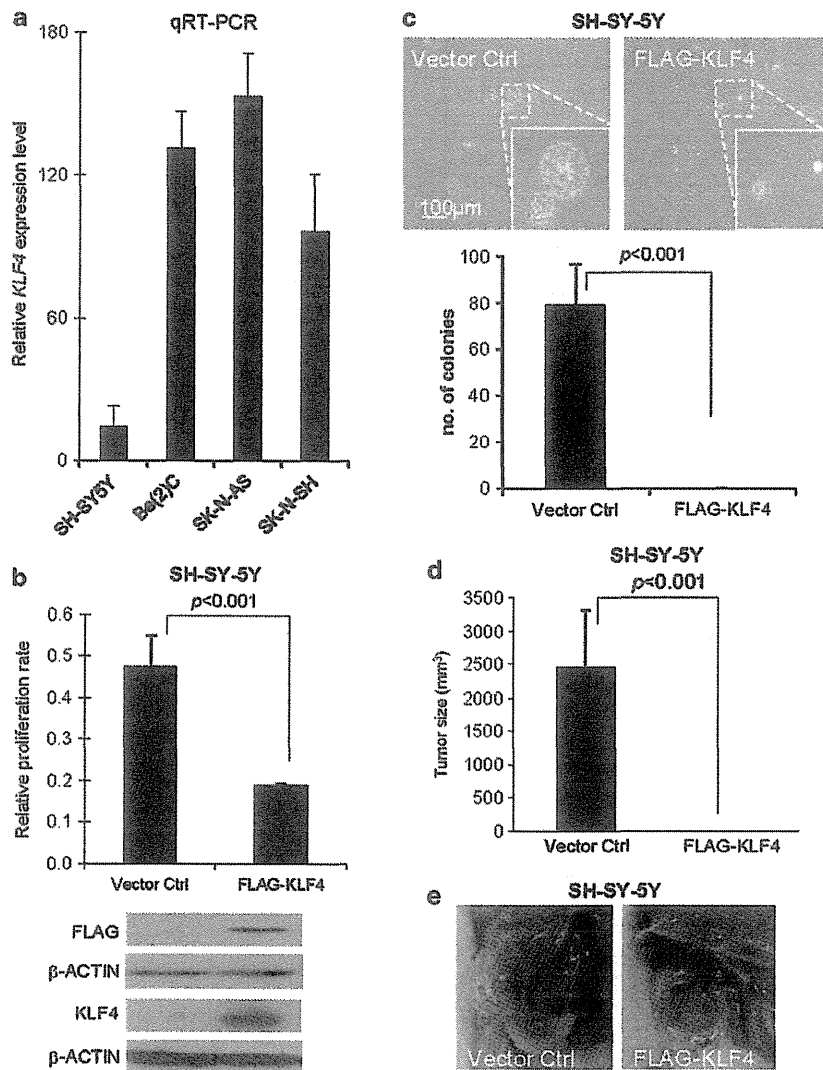 a
qRT-PCR
Relative KLF4 expression level
180
120
60
0
SH-SY5Y
Be(2)C
SK-N-AS
SK-N-SH
b
SH-SY-5Y
p<0.001
Relative proliferation rate
0.6
0.5
0.4
0.3
0.2
0.1
0.0
Vector Ctrl
FLAG-KLF4
FLAG
β-ACTIN
KLF4
β-ACTIN
c
SH-SY-5Y
Vector Ctrl
FLAG-KLF4
100μm
p<0.001
no. of colonies
100
80
60
40
20
0
Vector Ctrl
FLAG-KLF4
d
SH-SY-5Y
p<0.001
Tumor size (mm³)
3500
3000
2500
2000
1500
1000
500
0
Vector Ctrl
FLAG-KLF4
e
SH-SY-5Y
Vector Ctrl
FLAG-KLF4